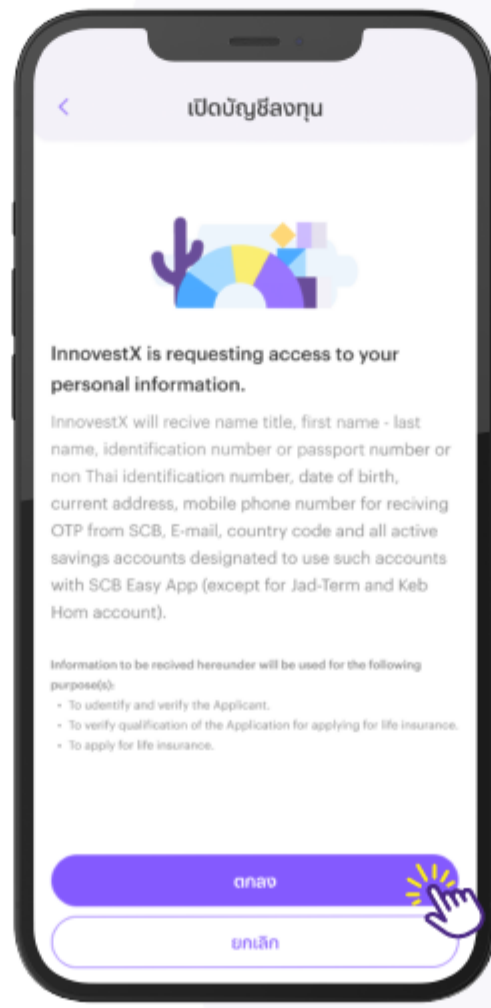 เปิดบัญชีลงทุน
InnovestX is requesting access to your
personal information.
InnovestX will recive name title, first name - last
name, identification number or passport number or
non Thai identification number, date of birth,
current address, mobile phone number for reciving
OTP from SCB, E-mail, country code and all active
savings accounts designated to use such accounts
with SCB Easy App (except for Jad-Term and Keb
Hom account).
Information to be recived hereunder will be used for the following
purpose(s):
• To udentify and verify the Applicant.
• To verify qualification of the Application for applying for life insurance.
• To apply for life insurance.
ตกลง
ยกเลิก